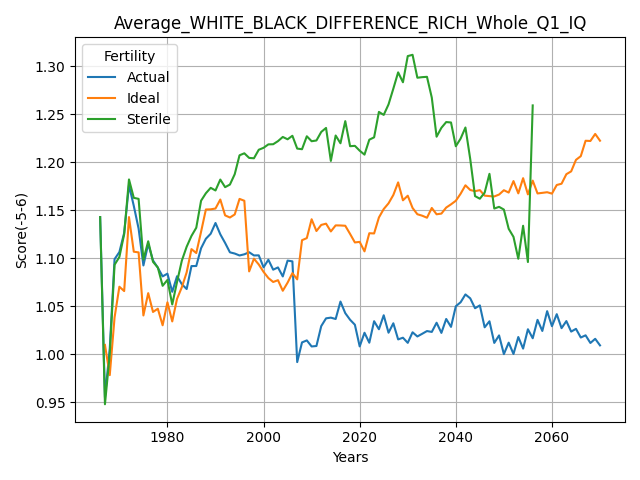 Average_WHITE_BLACK_DIFFERENCE_RICH_Whole_Q1_IQ
Fertility
Actual
Ideal
Sterile
Score(-5-6)
1.30
1.25
1.20
1.15
1.10
1.05
1.00
0.95
1980 2000 2020 2040 2060
Years